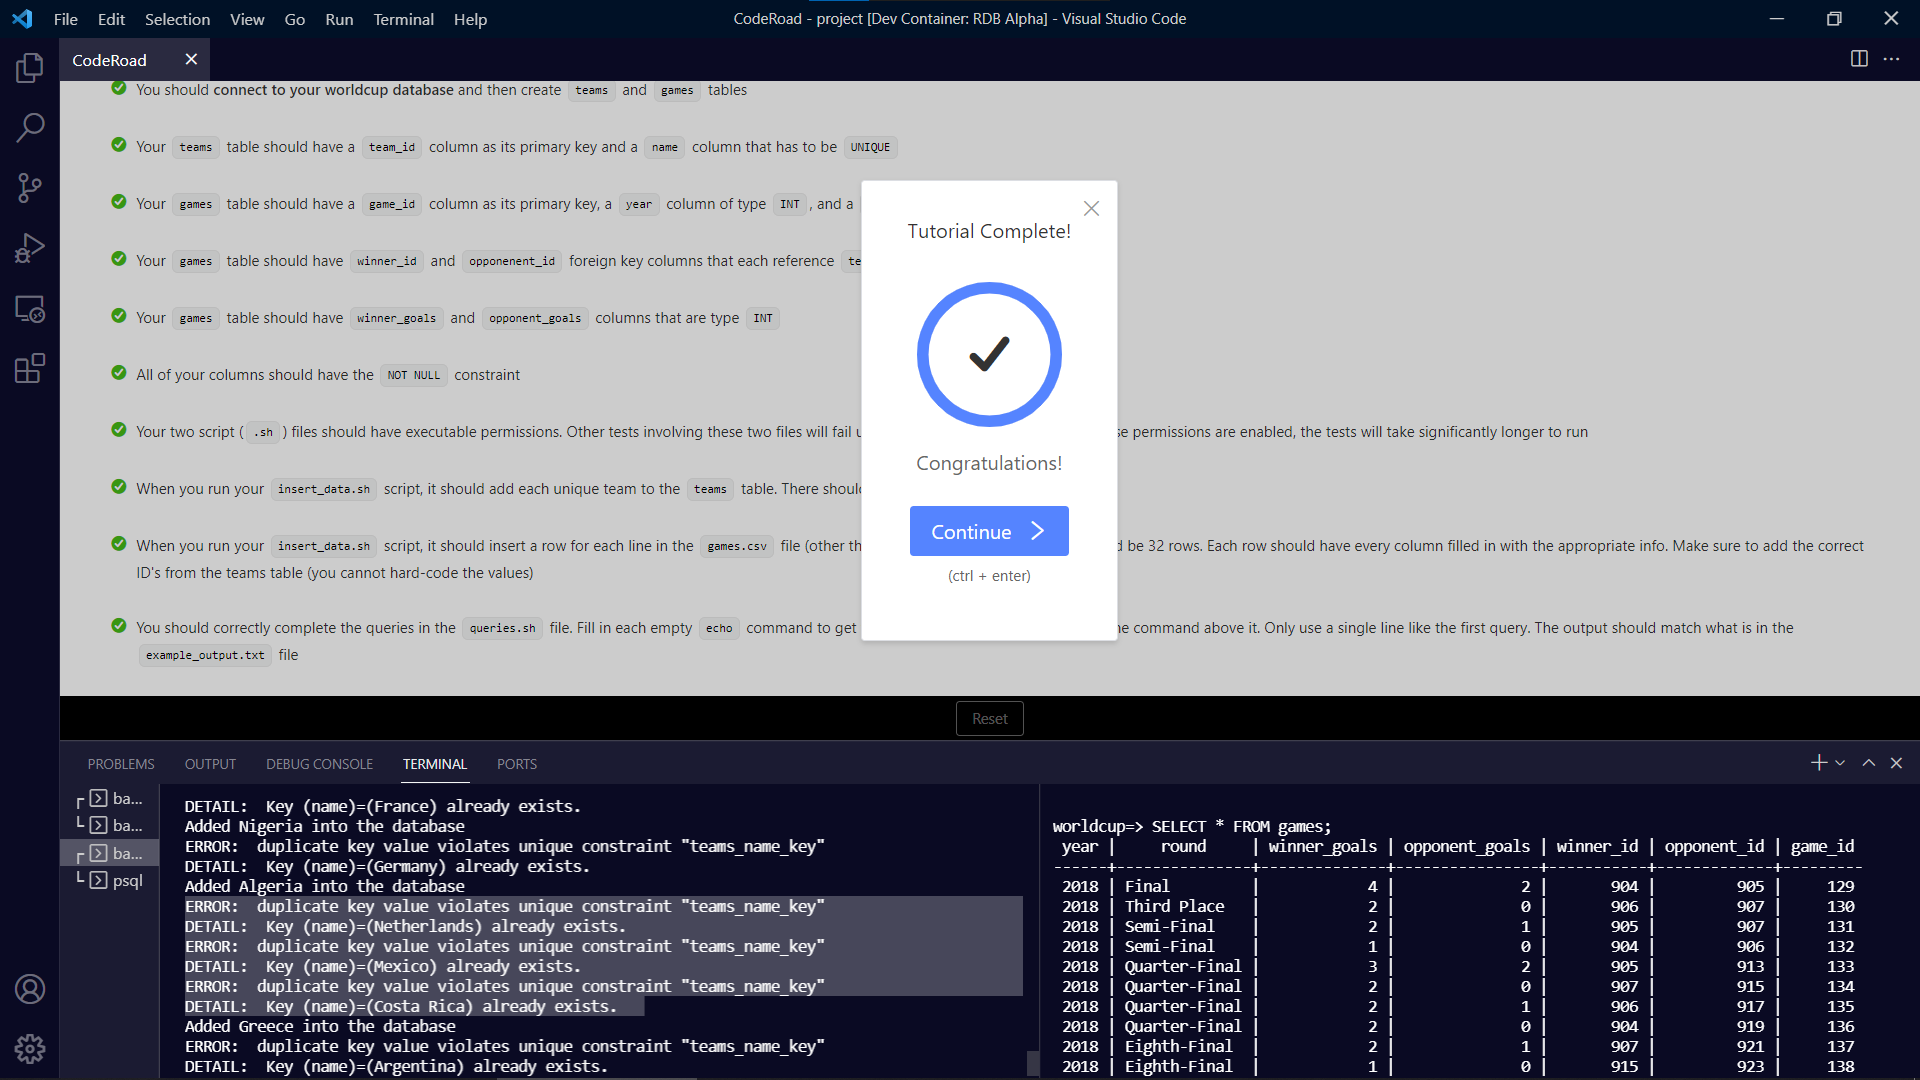 File Edit Selection View Go Run Terminal Help
CodeRoad - project [Dev Container: RDB Alpha] - Visual Studio Code
CodeRoad
You should connect to your worldcup database and then create teams and games tables
Your teams table should have a team_id column as its primary key and a name column that has to be UNIQUE
Your games table should have a game_id column as its primary key, a year column of type INT , and a
Your games table should have winner_id and opponenent_id foreign key columns that each reference te
Your games table should have winner_goals and opponent_goals columns that are type INT
All of your columns should have the NOT NULL constraint
Your two script ( .sh ) files should have executable permissions. Other tests involving these two files will fail u se permissions are enabled, the tests will take significantly longer to run
When you run your insert_data.sh script, it should add each unique team to the teams table. There shoul
When you run your insert_data.sh script, it should insert a row for each line in the games.csv file (other th d be 32 rows. Each row should have every column filled in with the appropriate info. Make sure to add the correct
ID's from the teams table (you cannot hard-code the values)
You should correctly complete the queries in the queries.sh file. Fill in each empty echo command to get e command above it. Only use a single line like the first query. The output should match what is in the
example_output.txt file
Tutorial Complete!
Congratulations!
Continue
(ctrl + enter)
Reset
PROBLEMS OUTPUT DEBUG CONSOLE TERMINAL PORTS
ba...
ba...
ba...
psql
DETAIL:  Key (name)=(France) already exists.
Added Nigeria into the database
ERROR:  duplicate key value violates unique constraint "teams_name_key"
DETAIL:  Key (name)=(Germany) already exists.
Added Algeria into the database
ERROR:  duplicate key value violates unique constraint "teams_name_key"
DETAIL:  Key (name)=(Netherlands) already exists.
ERROR:  duplicate key value violates unique constraint "teams_name_key"
DETAIL:  Key (name)=(Mexico) already exists.
ERROR:  duplicate key value violates unique constraint "teams_name_key"
DETAIL:  Key (name)=(Costa Rica) already exists.
Added Greece into the database
ERROR:  duplicate key value violates unique constraint "teams_name_key"
DETAIL:  Key (name)=(Argentina) already exists.
worldcup=> SELECT * FROM games;
year | round | winner_goals | opponent_goals | winner_id | opponent_id | game_id
------+---------------+--------------+----------------+-----------+-------------+---------
2018 | Final | 4 | 2 | 904 | 905 | 129
2018 | Third Place | 2 | 0 | 906 | 907 | 130
2018 | Semi-Final | 2 | 1 | 905 | 907 | 131
2018 | Semi-Final | 1 | 0 | 904 | 906 | 132
2018 | Quarter-Final | 3 | 2 | 905 | 913 | 133
2018 | Quarter-Final | 2 | 0 | 907 | 915 | 134
2018 | Quarter-Final | 2 | 1 | 906 | 917 | 135
2018 | Quarter-Final | 2 | 0 | 904 | 919 | 136
2018 | Eighth-Final | 2 | 1 | 907 | 921 | 137
2018 | Eighth-Final | 1 | 0 | 915 | 923 | 138